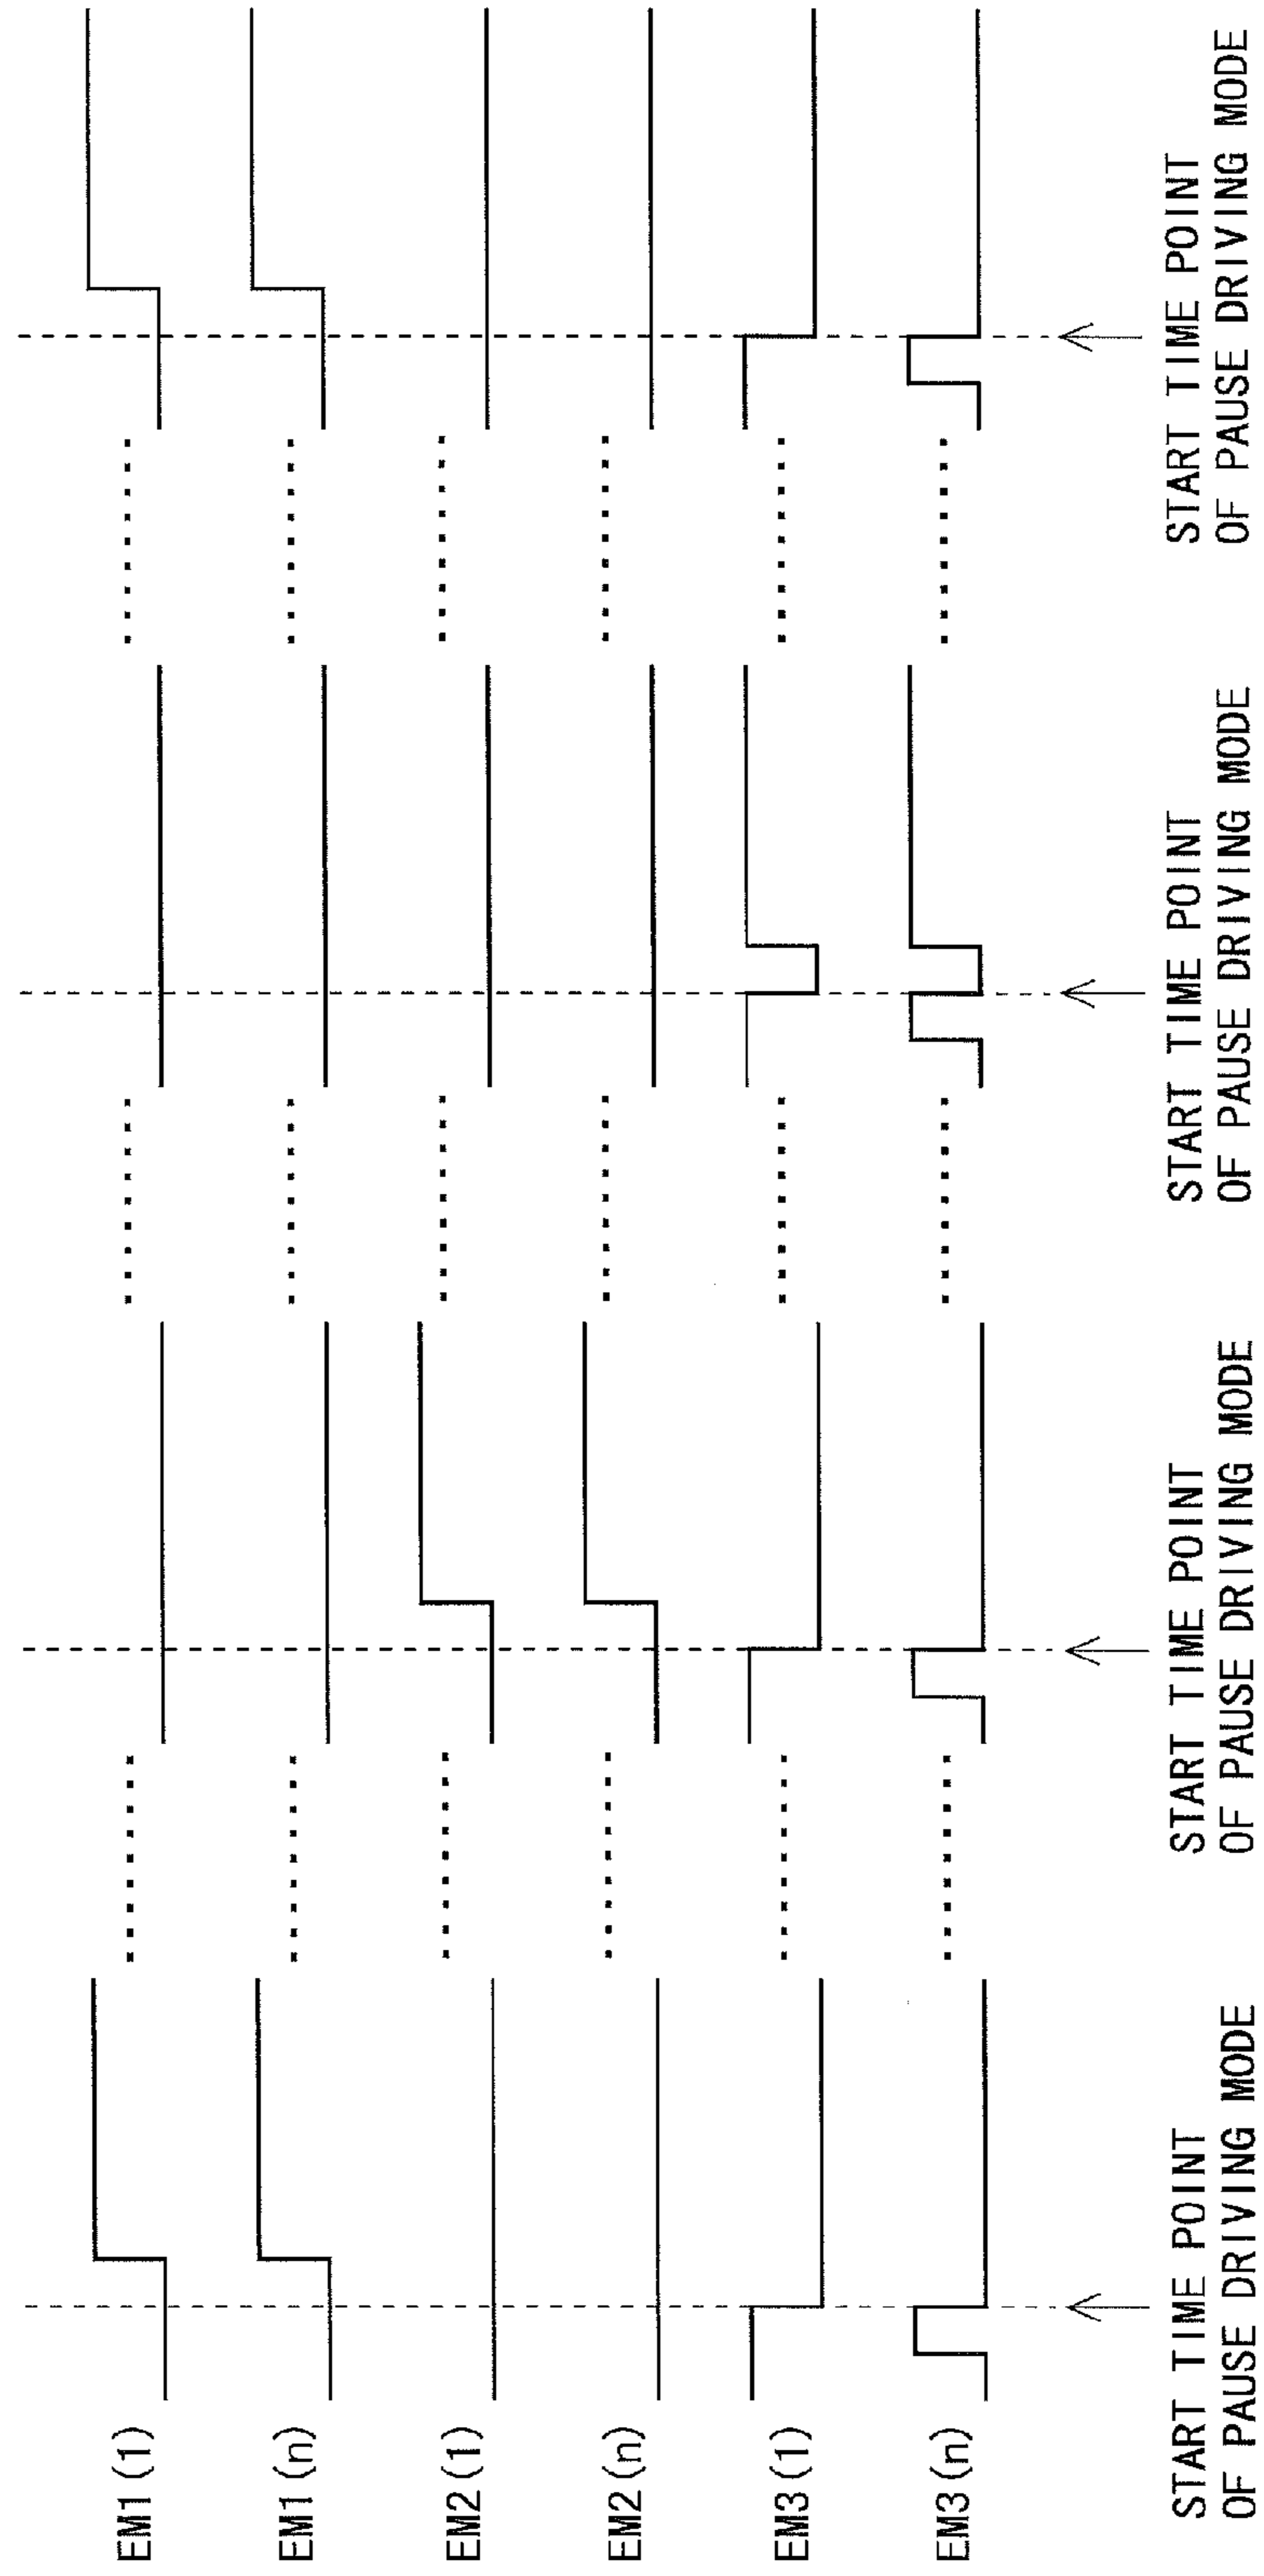 EM1(1)
EM1(n)
EM2(1)
EM2(n)
EM3(1)
EM3(n)
START TIME POINT
OF PAUSE DRIVING MODE
START TIME POINT
OF PAUSE DRIVING MODE
START TIME POINT
OF PAUSE DRIVING MODE
START TIME POINT
OF PAUSE DRIVING MODE